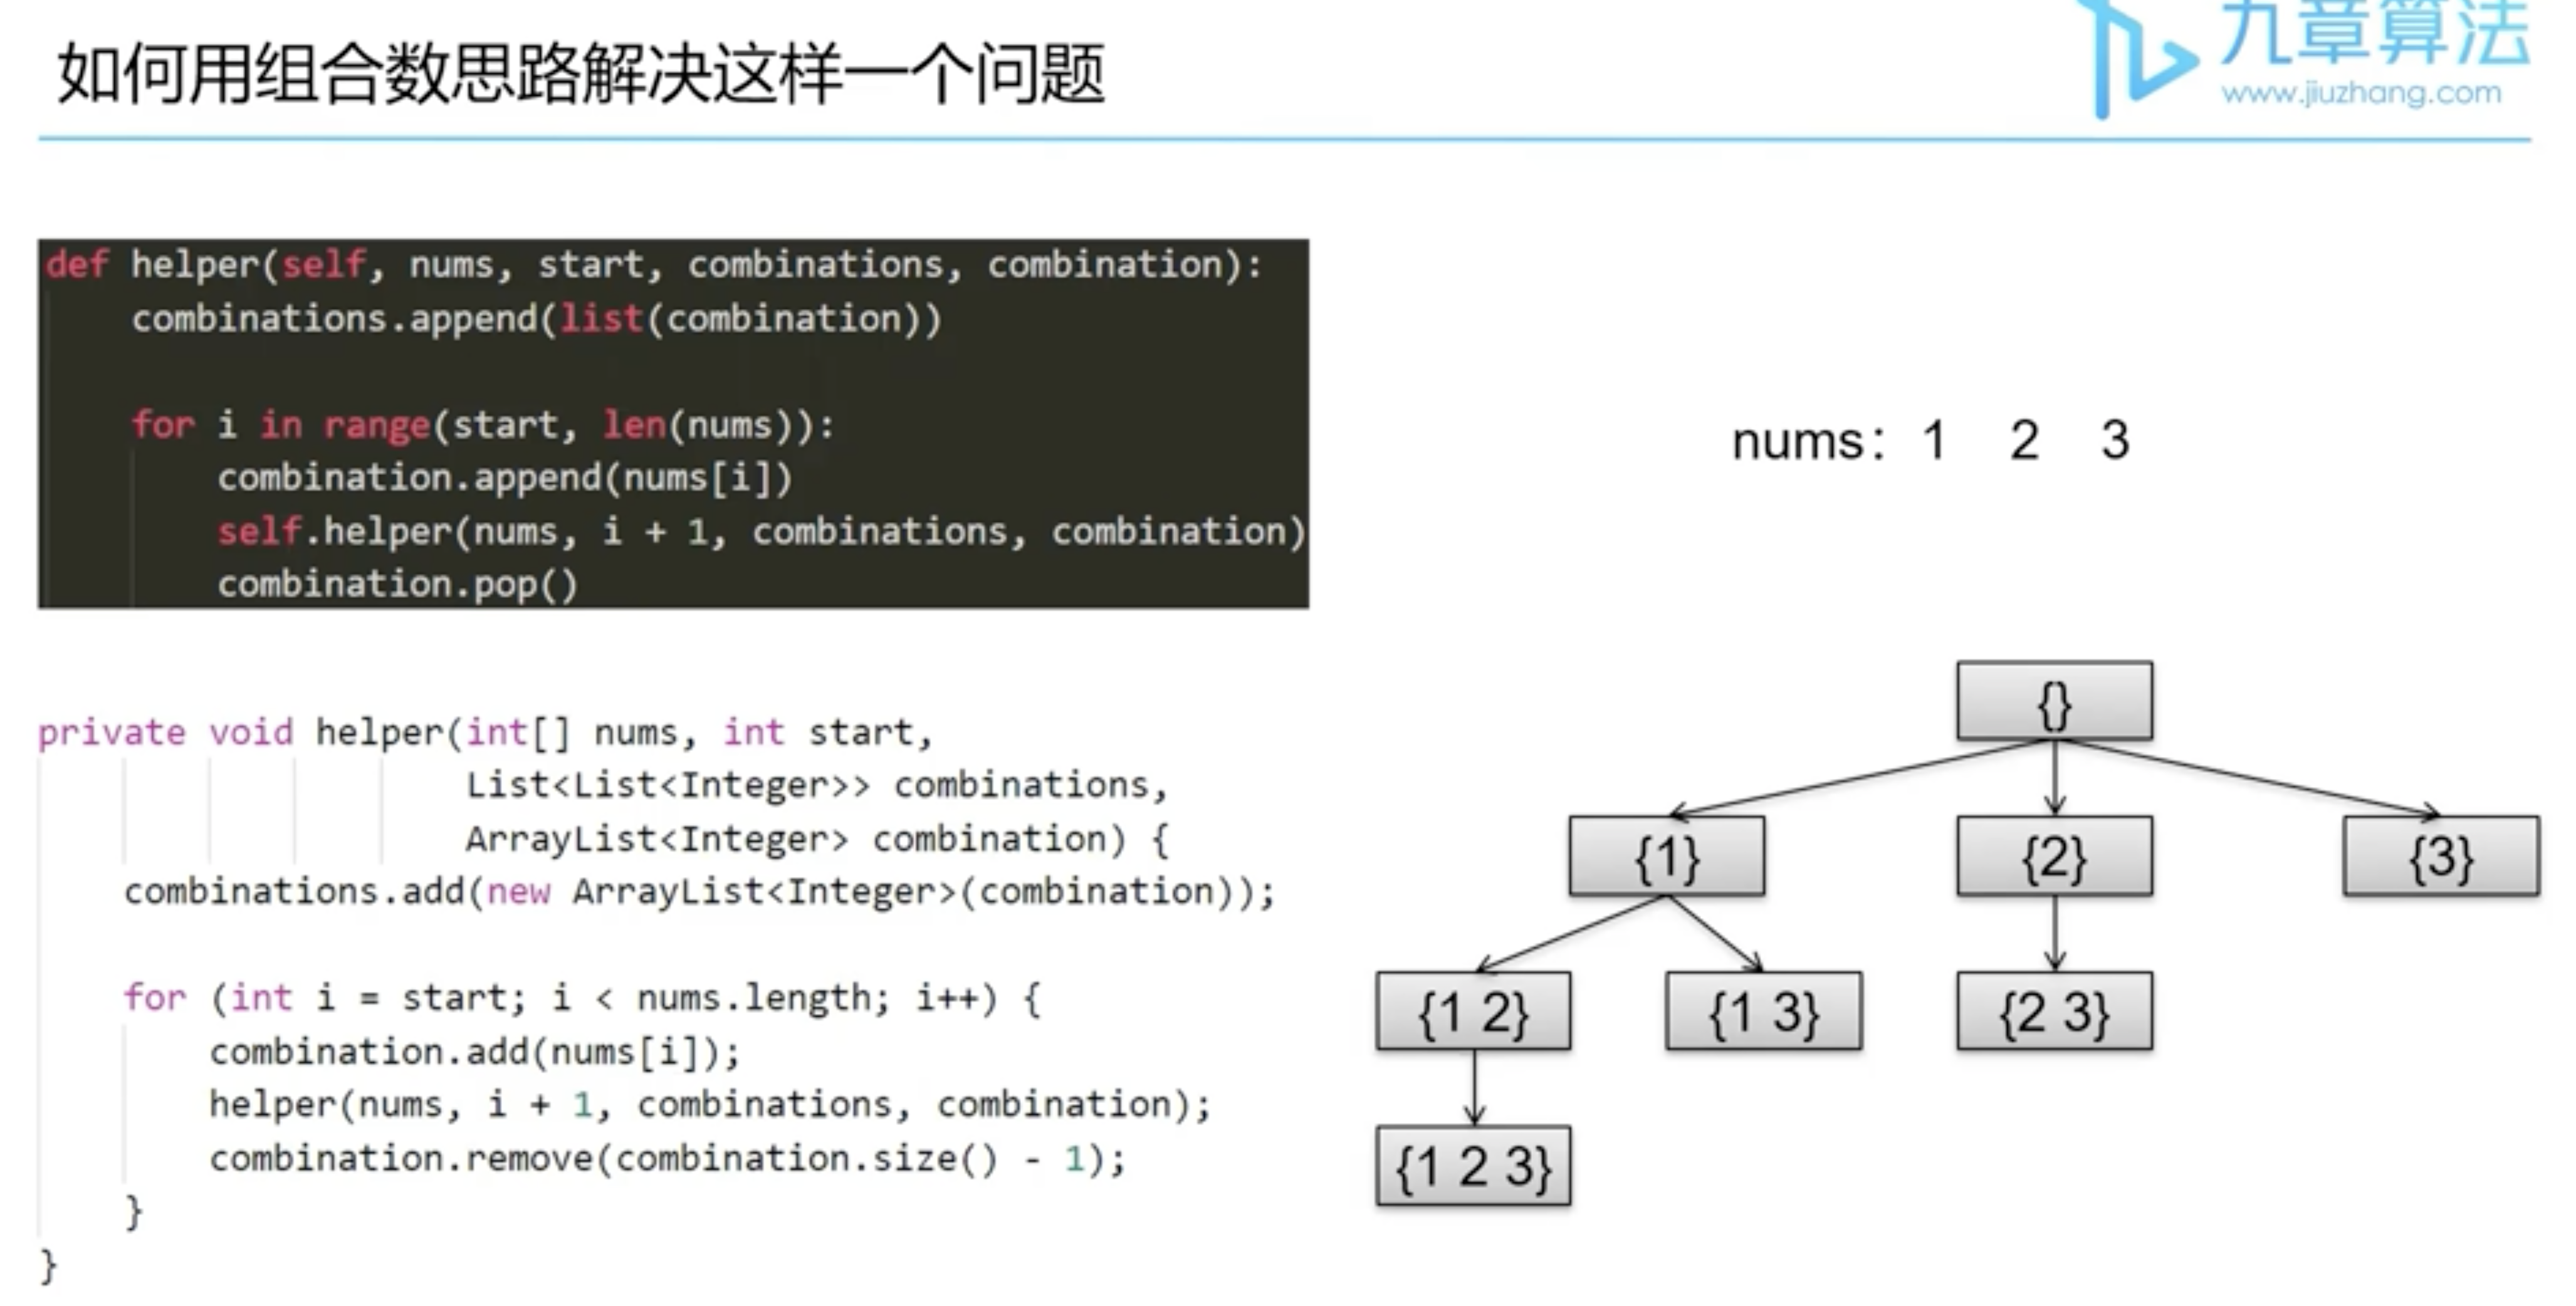 如何用组合数思路解决这样一个问题
九章算法
www.jiuzhang.com
def helper(self, nums, start, combinations, combination):
    combinations.append(list(combination))
    for i in range(start, len(nums)):
        combination.append(nums[i])
        self.helper(nums, i + 1, combinations, combination)
        combination.pop()
nums: 1 2 3
private void helper(int[] nums, int start,
                    List<List<Integer>> combinations,
                    ArrayList<Integer> combination) {
    combinations.add(new ArrayList<Integer>(combination));
    for (int i = start; i < nums.length; i++) {
        combination.add(nums[i]);
        helper(nums, i + 1, combinations, combination);
        combination.remove(combination.size() - 1);
    }
}
{}
{1} {2} {3}
{1 2} {1 3} {2 3}
{1 2 3}